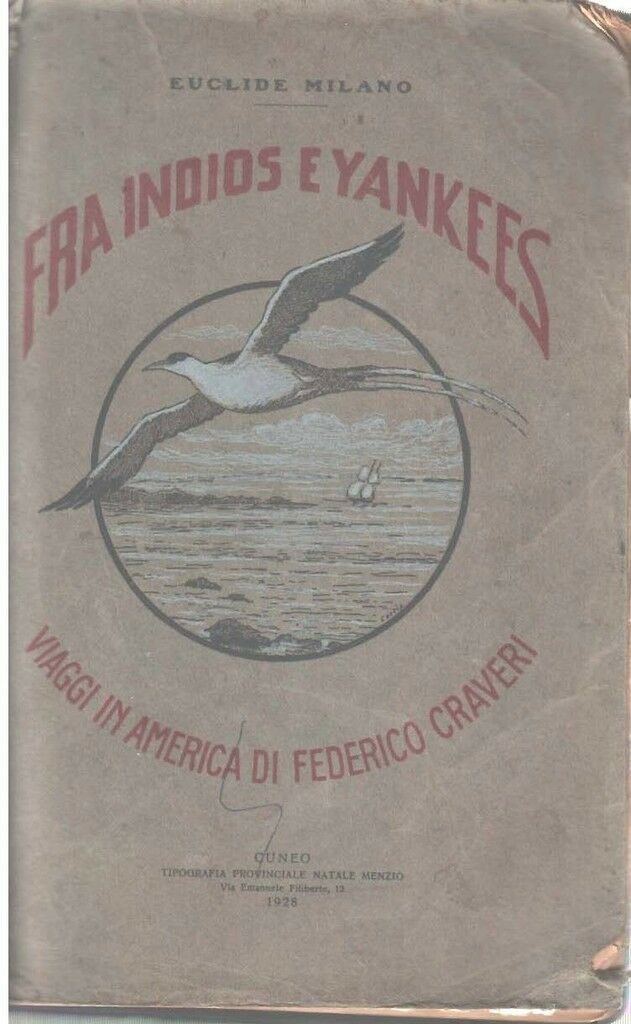 EUCLIDE MILANO
FRA INDIOS E YANKEES
VIAGGI IN AMERICA DI FEDERICO CRAVERI
CUNEO
TIPOGRAFIA PROVINCIALE NATALE MENZIO
Via Emanuele Filiberto, 12
1928